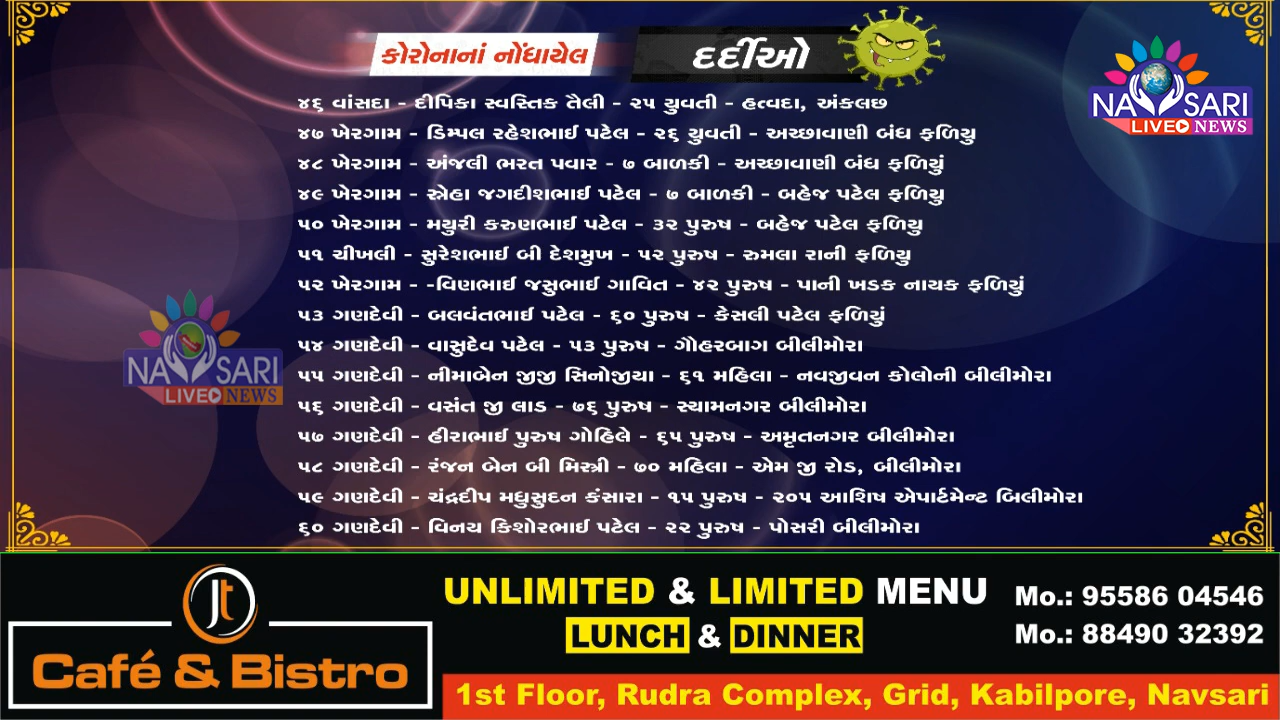 કોરોનાનાં નોંધાયેલ દર્દીઓ
NAVSARI
LIVE NEWS
૪૬ વાંસદા - દીપિકા સ્વસ્તિક તૈલી - ૨૫ યુવતી - હત્વદા, અંકલછ
૪૭ ખેરગામ - ડિમ્પલ રહેશભાઈ પટેલ - ૨૬ યુવતી - અચ્છાવાણી બંધ ફળિયુ
૪૮ ખેરગામ - અંજલી ભરત પવાર - ૭ બાળકી - અચ્છાવાણી બંધ ફળિયું
૪૯ ખેરગામ - સ્નેહા જગદીશભાઈ પટેલ - ૭ બાળકી - બહેજ પટેલ ફળિયુ
૫૦ ખેરગામ - મયુરી કરુણભાઈ પટેલ - ૩૨ પુરુષ - બહેજ પટેલ ફળિયુ
૫૧ ચીખલી - સુરેશભાઈ બી દેશમુખ - ૫૨ પુરુષ - રુમલા રાની ફળિયુ
૫૨ ખેરગામ - -વિણભાઈ જસુભાઈ ગાવિત - ૪૨ પુરુષ - પાની ખડક નાયક ફળિયું
૫૩ ગણદેવી - બલવંતભાઈ પટેલ - ૬૦ પુરુષ - કેસલી પટેલ ફળિયું
૫૪ ગણદેવી - વાસુદેવ પટેલ - ૫૩ પુરુષ - ગૌહરબાગ બીલીમોરા
૫૫ ગણદેવી - નીમાબેન જીજી સિનોજીયા - ૬૧ મહિલા - નવજીવન કોલોની બીલીમોરા
૫૬ ગણદેવી - વસંત જી લાડ - ૭૬ પુરુષ - સ્યામનગર બીલીમોરા
૫૭ ગણદેવી - હીરાભાઈ પુરુષ ગોહિલે - ૬૫ પુરુષ - અમૃતનગર બીલીમોરા
૫૮ ગણદેવી - રંજન બેન બી મિસ્ત્રી - ૭૦ મહિલા - એમ જી રોડ, બીલીમોરા
૫૯ ગણદેવી - ચંદ્રદીપ મધુસુદન કંસારા - ૧૫ પુરુષ - ૨૦૫ આશિષ એપાર્ટમેન્ટ બિલીમોરા
૬૦ ગણદેવી - વિનય કિશોરભાઈ પટેલ - ૨૨ પુરુષ - પોસરી બીલીમોરા
NAVSARI
LIVE NEWS
Jt
Café & Bistro
UNLIMITED & LIMITED MENU
LUNCH & DINNER
Mo.: 95586 04546
Mo.: 88490 32392
1st Floor, Rudra Complex, Grid, Kabilpore, Navsari